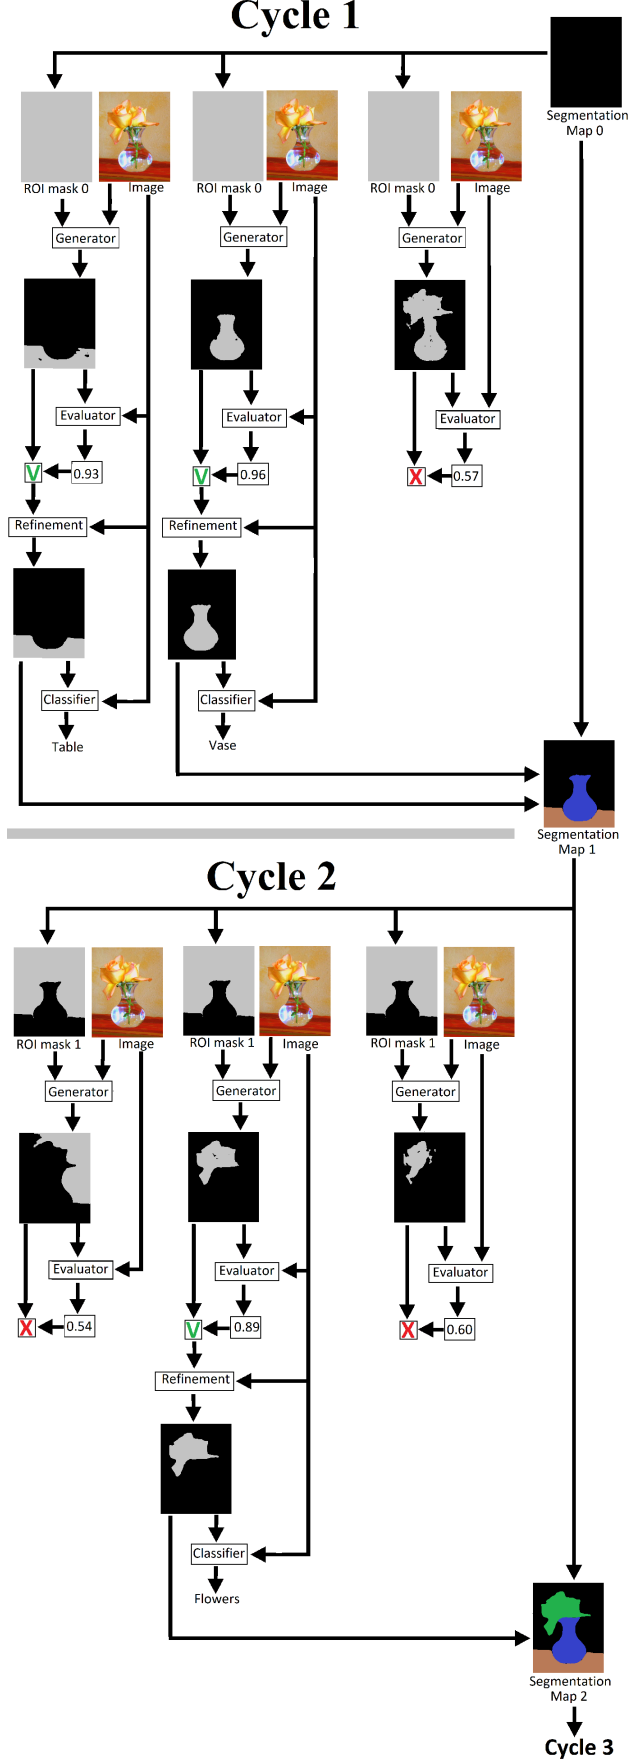 Cycle 1
Segmentation
Map 0
ROI mask 0
Image
ROI mask 0
Image
ROI mask 0
Image
Generator
Generator
Generator
Evaluator
Evaluator
Evaluator
V
0.93
V
0.96
X
0.57
Refinement
Refinement
Classifier
Classifier
Table
Vase
Segmentation
Map 1
Cycle 2
ROI mask 1
Image
ROI mask 1
Image
ROI mask 1
Image
Generator
Generator
Generator
Evaluator
Evaluator
Evaluator
X
0.54
V
0.89
X
0.60
Refinement
Classifier
Flowers
Segmentation
Map 2
Cycle 3